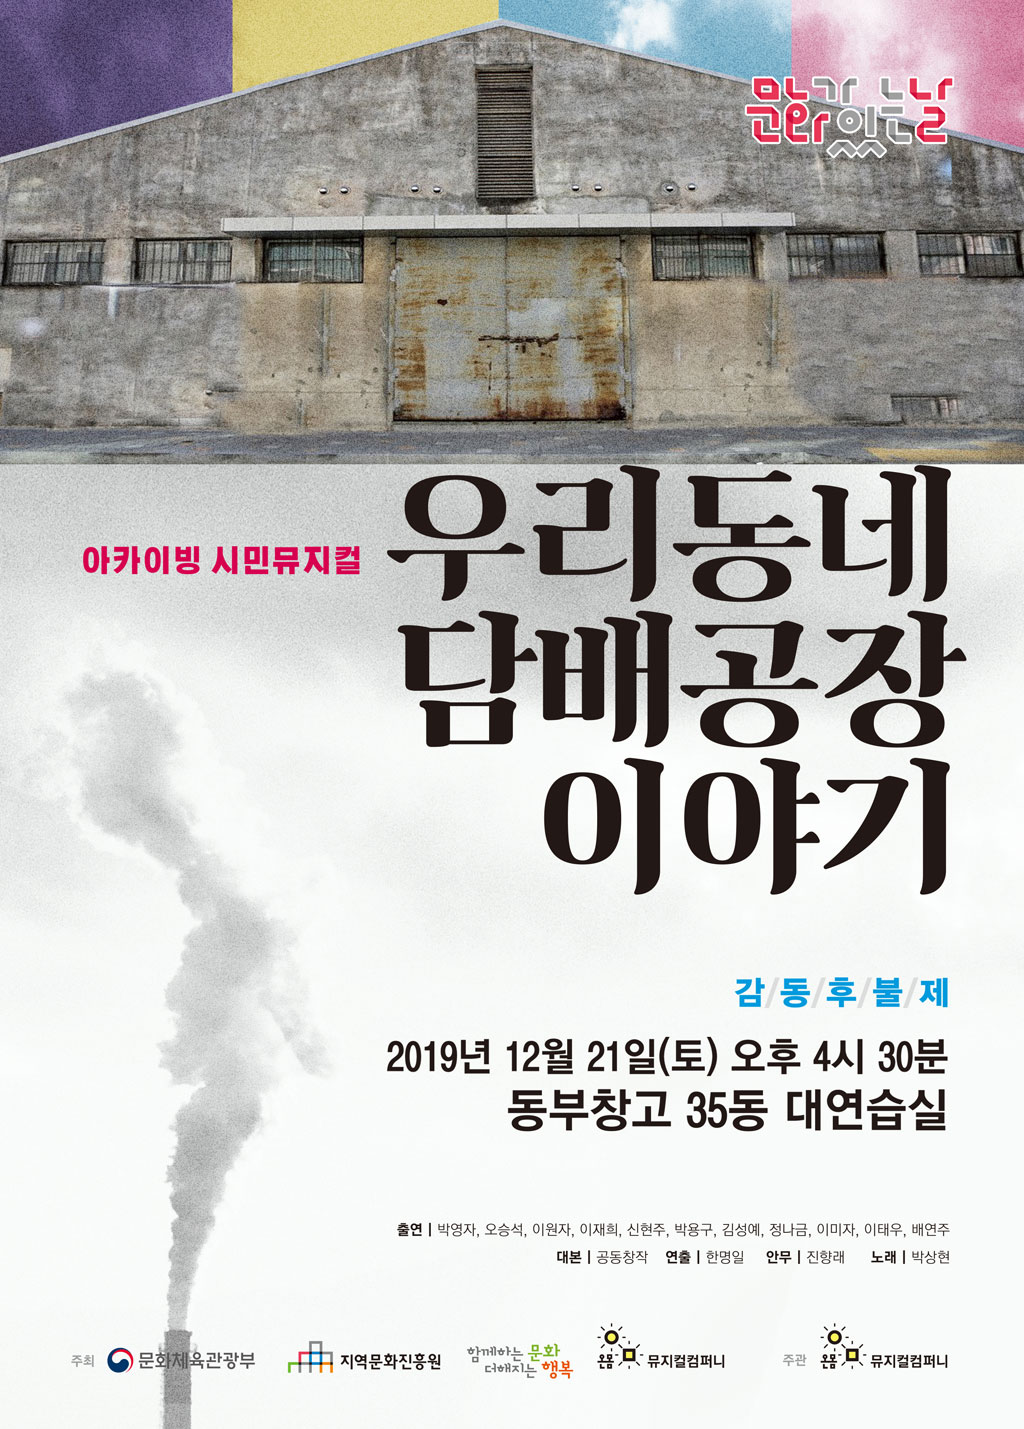 문화가 있는 날
우리동네
아카이빙 시민뮤지컬
담배공장
이야기
감/동/후/불/제
2019년 12월 21일(토) 오후 4시 30분
동부창고 35동 대연습실
출연 | 박영자, 오승석, 이원자, 이재희, 신현주, 박용구, 김성예, 정나금, 이미자, 이태우, 배연주
대본 | 공동창작 연출 | 한명일 안무 | 진향래 노래 | 박상현
주최 문화체육관광부 지역문화진흥원 함께하는 문화 더해지는 행복 온몸 뮤지컬컴퍼니 주관 온몸 뮤지컬컴퍼니